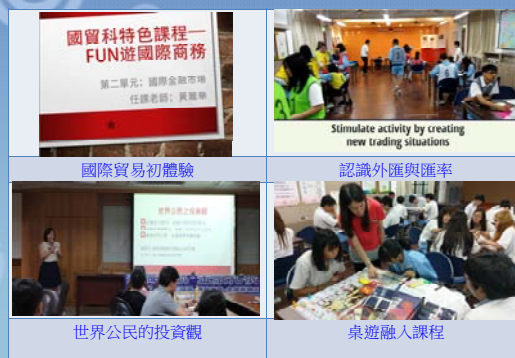 國貿科特色課程—
FUN遊國際商務
第二單元：國際金融市場
任課老師：黃麗華
Stimulate activity by creating
new trading situations
國際貿易初體驗
認識外匯與匯率
世界公民之投資觀
世界公民的投資觀
桌遊融入課程